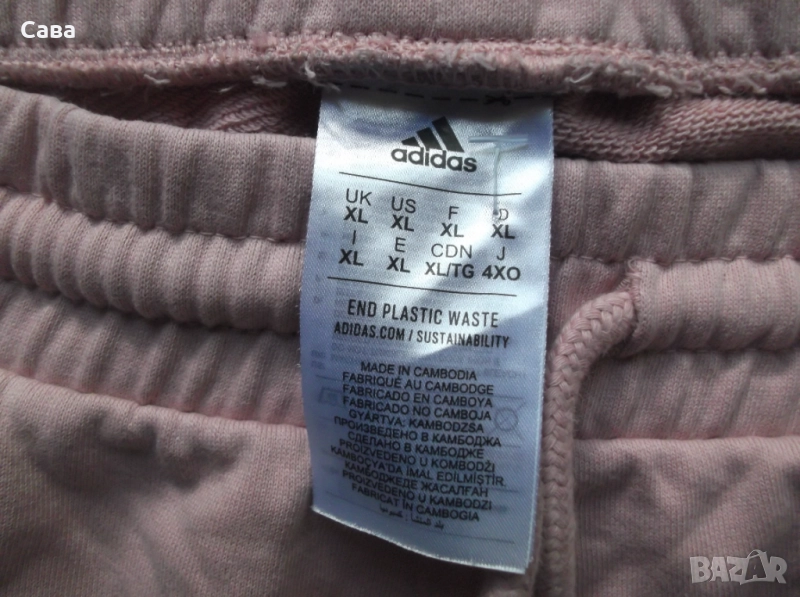 Сава
adidas
UK US F D
XL XL XL XL
I E CDN J
XL XL XL/TG 4XO
END PLASTIC WASTE
ADIDAS.COM / SUSTAINABILITY
MADE IN CAMBODIA
FABRIQUÉ AU CAMBODGE
FABRICADO EN CAMBOYA
FABRICADO NO CAMBOJA
GYÁRTVA: KAMBODZSA
ПРОИЗВЕДЕНО В КАМБОДЖА
СДЕЛАНО В КАМБОДЖЕ
PROIZVEDENO U KOMBODŽI
KAMBOÇYA'DA İMAL EDİLMİŞTİR.
КАМБОДЖЕДЕ ЖАСАЛҒАН
PROIZVEDENO U KAMBODŽI
FABRICAT ÎN CAMBOGIA
BAZAR